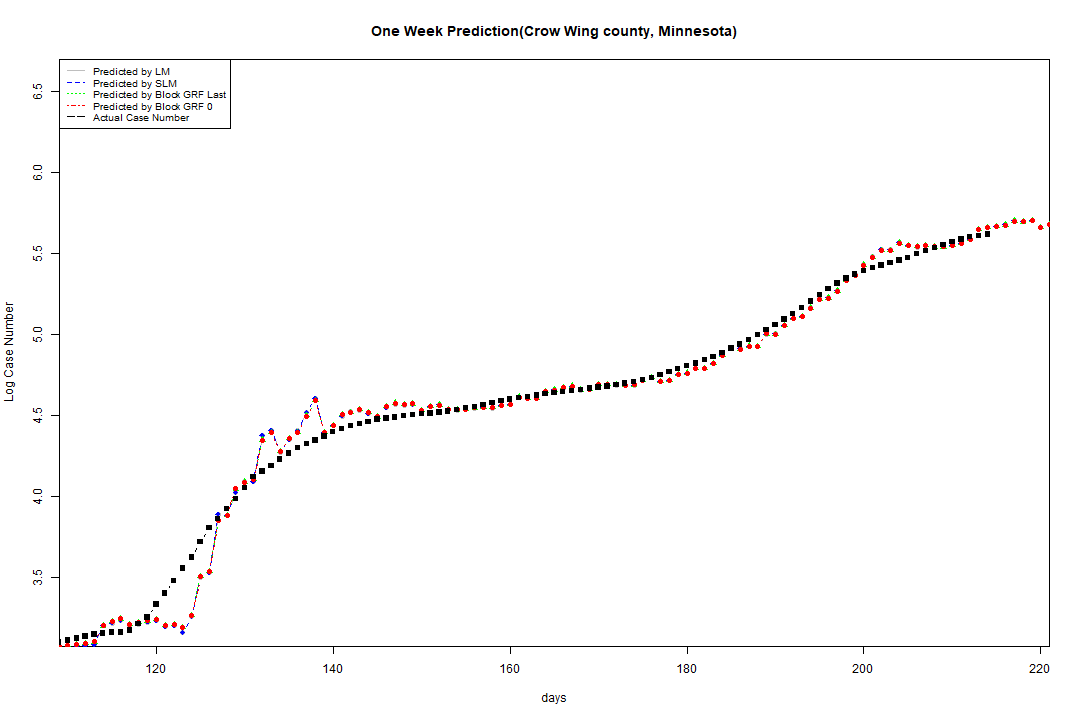 One Week Prediction(Crow Wing county, Minnesota)
Predicted by LM
Predicted by SLM
Predicted by Block GRF Last
Predicted by Block GRF 0
Actual Case Number
6.5
6.0
5.5
5.0
4.5
4.0
3.5
Log Case Number
120 140 160 180 200 220
days